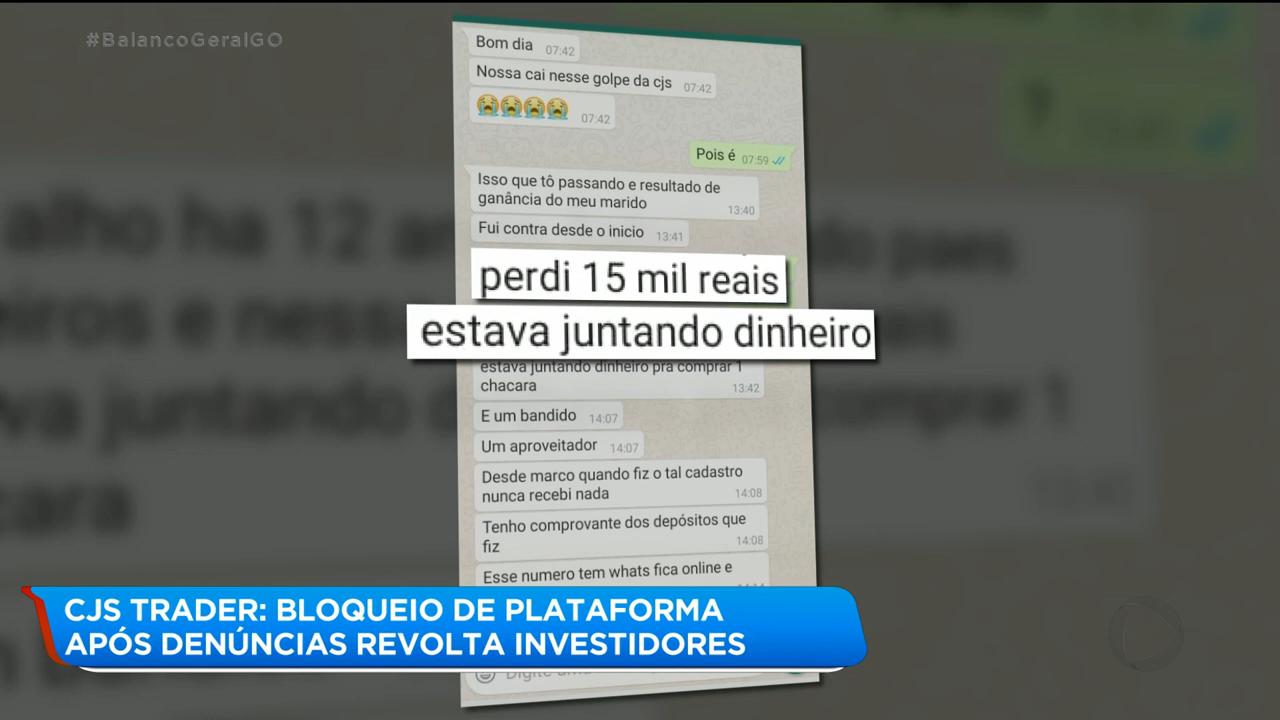 #BalancoGeralGO
Bom dia 07:42
Nossa cai nesse golpe da cjs 07:42
😭😭😭😭 07:42
Pois é 07:59
Isso que tô passando e resultado de
ganância do meu marido 13:40
Fui contra desde o inicio 13:41
perdi 15 mil reais
estava juntando dinheiro
estava juntando dinheiro pra comprar 1
chacara 13:42
E um bandido 14:07
Um aproveitador 14:07
Desde marco quando fiz o tal cadastro
nunca recebi nada 14:08
Tenho comprovante dos depósitos que
fiz 14:08
Esse numero tem whats fica online e
CJS TRADER: BLOQUEIO DE PLATAFORMA
APÓS DENÚNCIAS REVOLTA INVESTIDORES